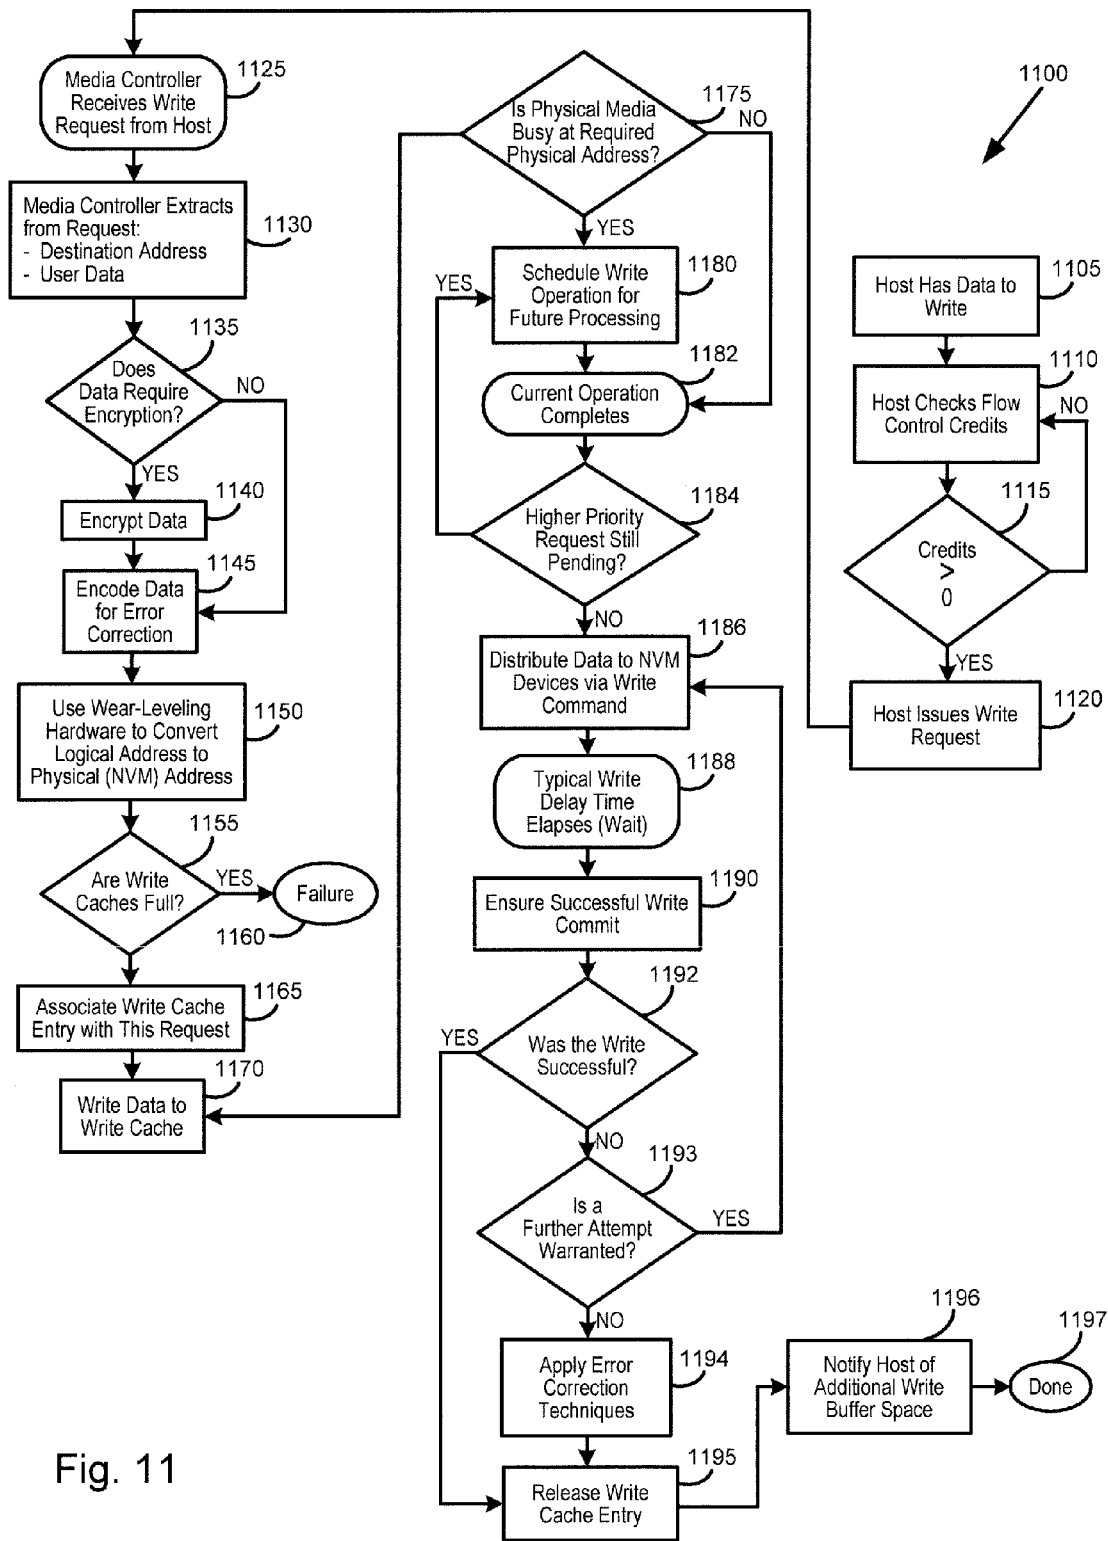 1100
Host Has Data to
Write
1105
Host Checks Flow
Control Credits
1110
NO
Credits
>
0
1115
YES
Host Issues Write
Request
1120
Media Controller
Receives Write
Request from Host
1125
Media Controller Extracts
from Request:
- Destination Address
- User Data
1130
Does
Data Require
Encryption?
1135
NO
YES
Encrypt Data
1140
Encode Data
for Error
Correction
1145
Use Wear-Leveling
Hardware to Convert
Logical Address to
Physical (NVM) Address
1150
Are Write
Caches Full?
1155
YES
Failure
1160
Associate Write Cache
Entry with This Request
1165
Write Data to
Write Cache
1170
Is Physical Media
Busy at Required
Physical Address?
1175
NO
YES
Schedule Write
Operation for
Future Processing
1180
YES
Current Operation
Completes
1182
Higher Priority
Request Still
Pending?
1184
NO
Distribute Data to NVM
Devices via Write
Command
1186
Typical Write
Delay Time
Elapses (Wait)
1188
Ensure Successful Write
Commit
1190
Was the Write
Successful?
1192
YES
NO
Is a
Further Attempt
Warranted?
1193
YES
NO
Apply Error
Correction
Techniques
1194
Release Write
Cache Entry
1195
Notify Host of
Additional Write
Buffer Space
1196
Done
1197
Fig. 11